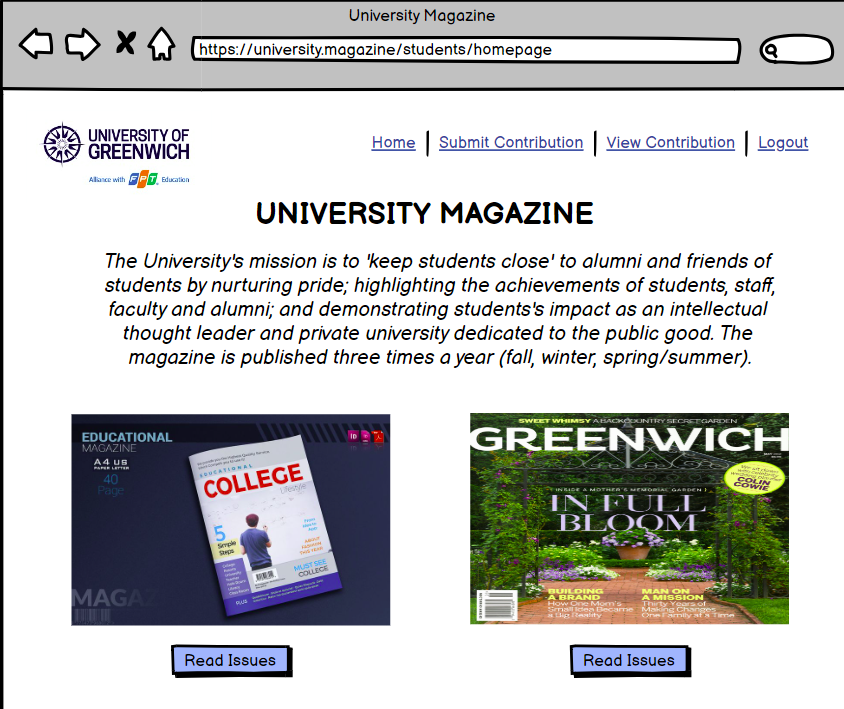 University Magazine
https://university.magazine/students/homepage
UNIVERSITY OF
GREENWICH
Alliance with FPT Education
Home
Submit Contribution
View Contribution
Logout
UNIVERSITY MAGAZINE
The University's mission is to 'keep students close' to alumni and friends of
students by nurturing pride; highlighting the achievements of students, staff,
faculty and alumni; and demonstrating students's impact as an intellectual
thought leader and private university dedicated to the public good. The
magazine is published three times a year (fall, winter, spring/summer).
EDUCATIONAL
MAGAZINE
A4 US
PAPER LETTER
40
Page
MAGAZ
EDUCATIONAL
COLLEGE
Lifestyle
5
Simple
Steps
ABOUT
FASHION
THIS YEAR
MUST SEE
COLLEGE
PLUS
SWEET WHIMSY A BACKCOUNTRY SECRET GARDEN
GREENWICH
COLIN
COWIE
INSIDE A MOTHER'S MEMORIAL GARDEN
IN FULL
BLOOM
BUILDING
A BRAND
How One Mom's
Small Idea Became
a Big Reality
MAN ON
A MISSION
Thirty Years of
Making Changes
One Family at a Time
Read Issues
Read Issues